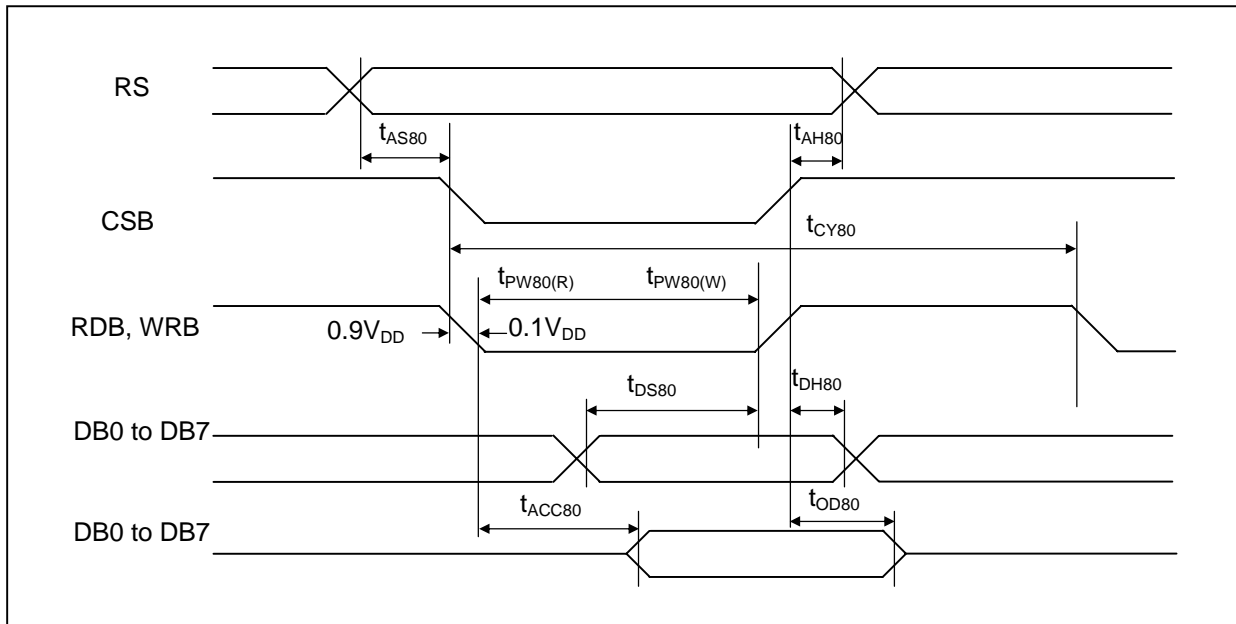 RS
tAS80 tAH80
CSB
tCY80
tPW80(R) tPW80(W)
RDB, WRB
0.9VDD 0.1VDD
tDS80 tDH80
DB0 to DB7
tACC80 tOD80
DB0 to DB7